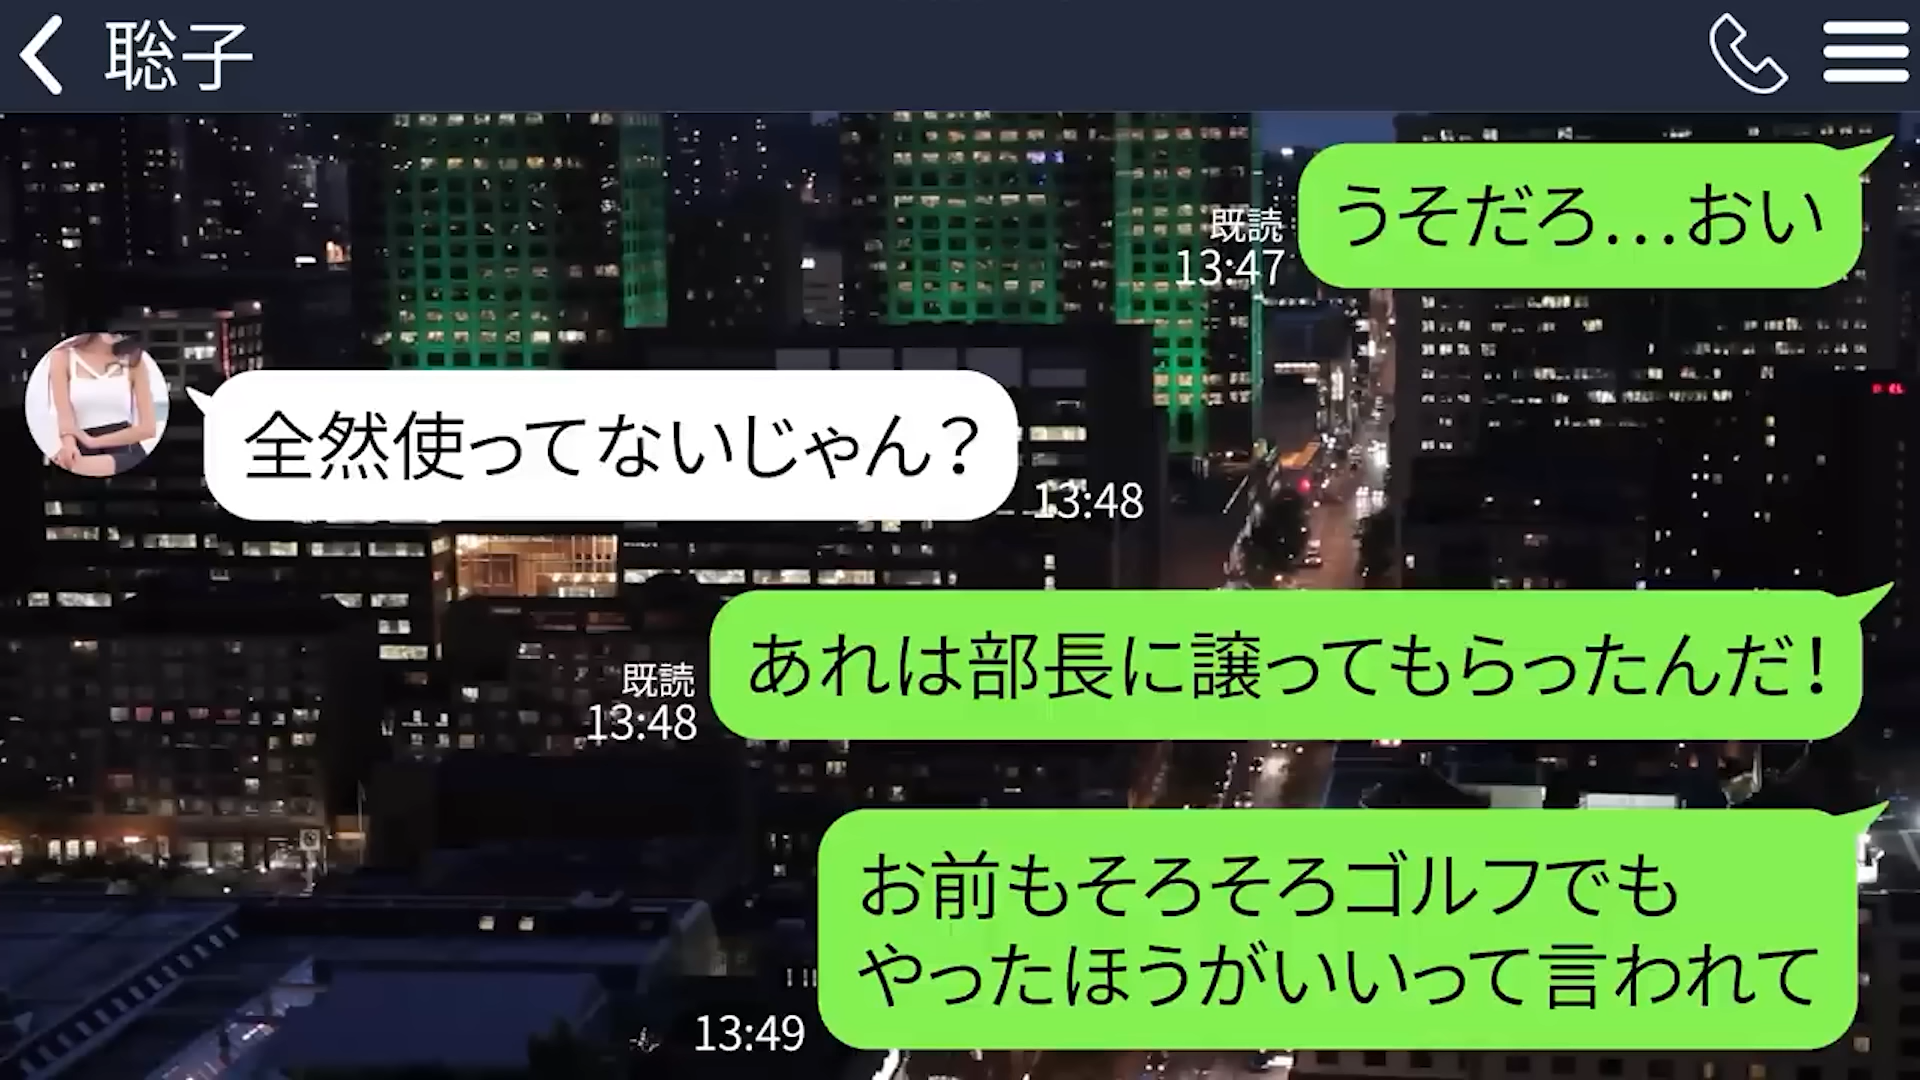 聡子
うそだろ…おい
既読
13:47
全然使ってないじゃん？
13:48
あれは部長に譲ってもらったんだ！
既読
13:48
お前もそろそろゴルフでも
やったほうがいいって言われて
13:49